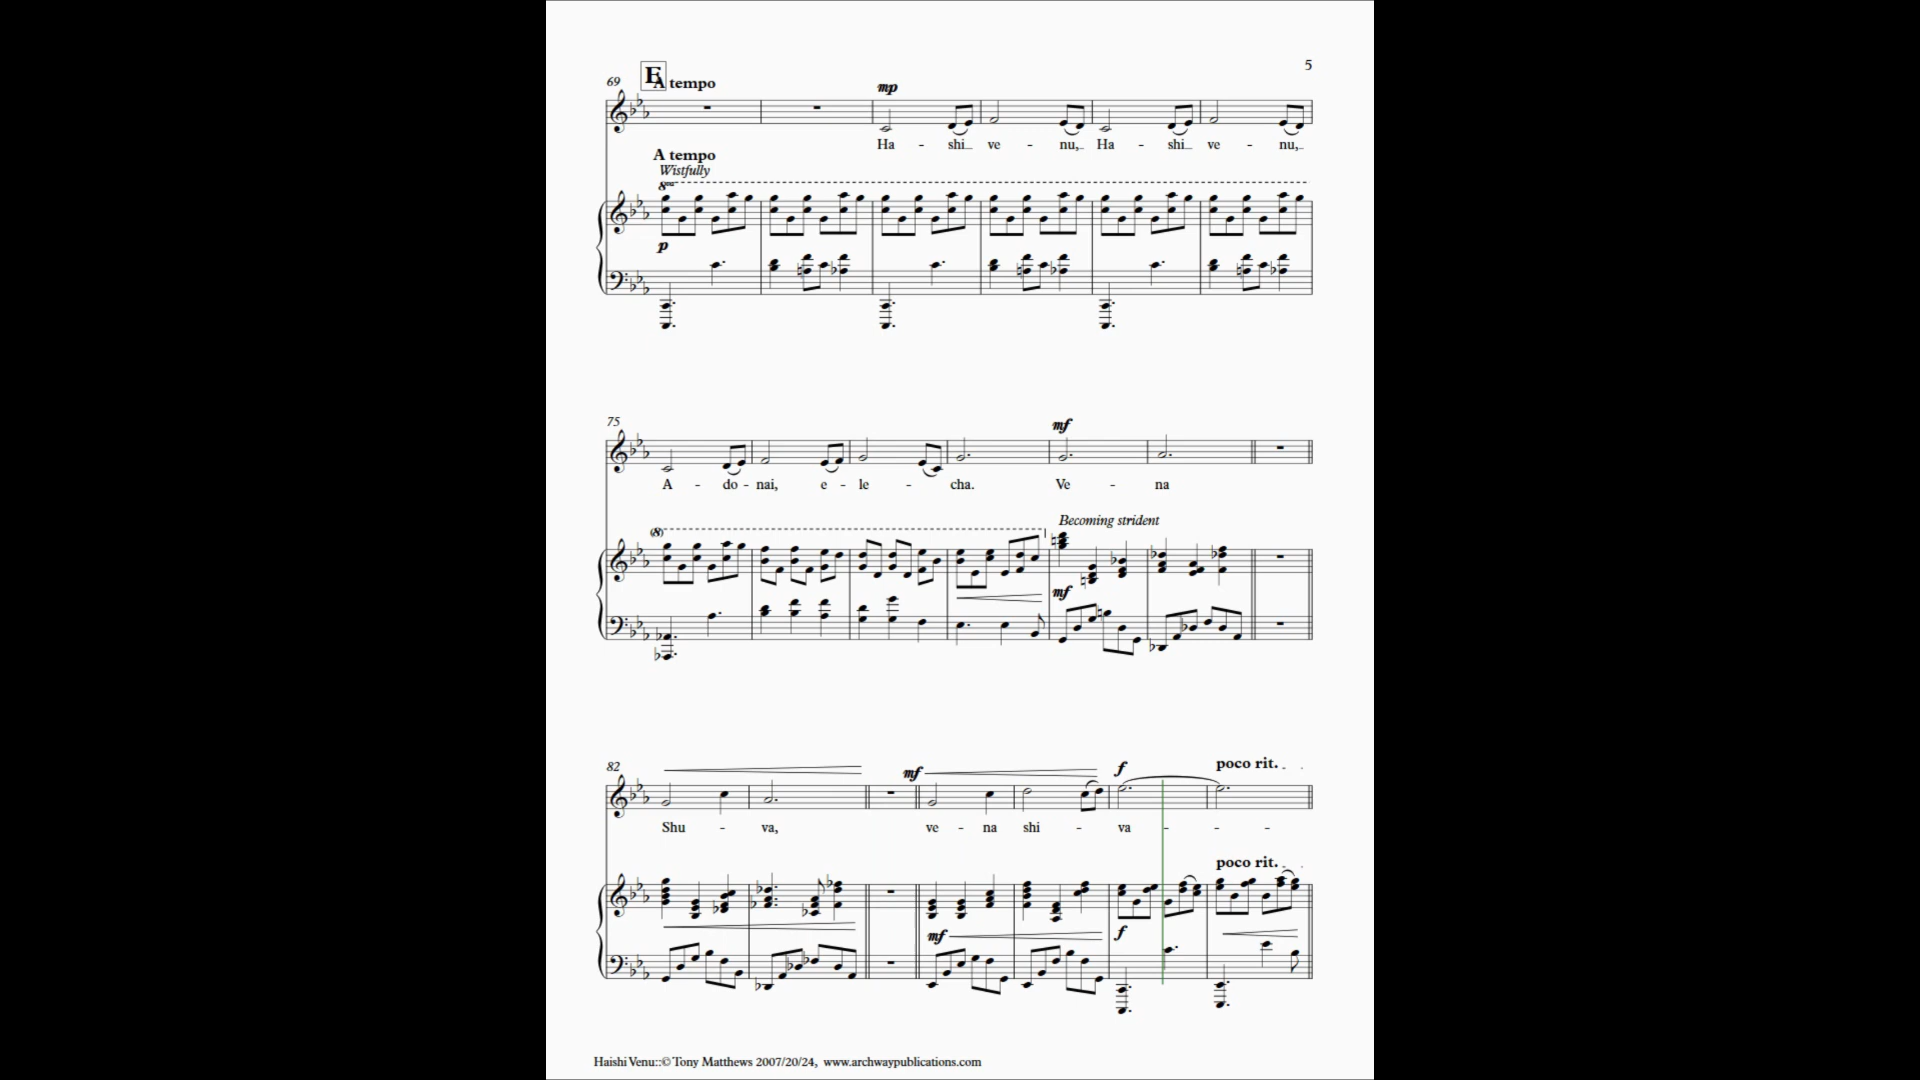 5
69 E A tempo
mp
Ha - shi ve - nu, Ha - shi ve - nu,
A tempo
Wistfully
8va
p
75
mf
A - do - nai, e - le - cha. Ve - na
Becoming strident
(8)
mf
82
mf
f
poco rit.
Shu - va, ve - na shi - va - - -
poco rit.
mf
f
Haishi Venu::© Tony Matthews 2007/20/24, www.archwaypublications.com